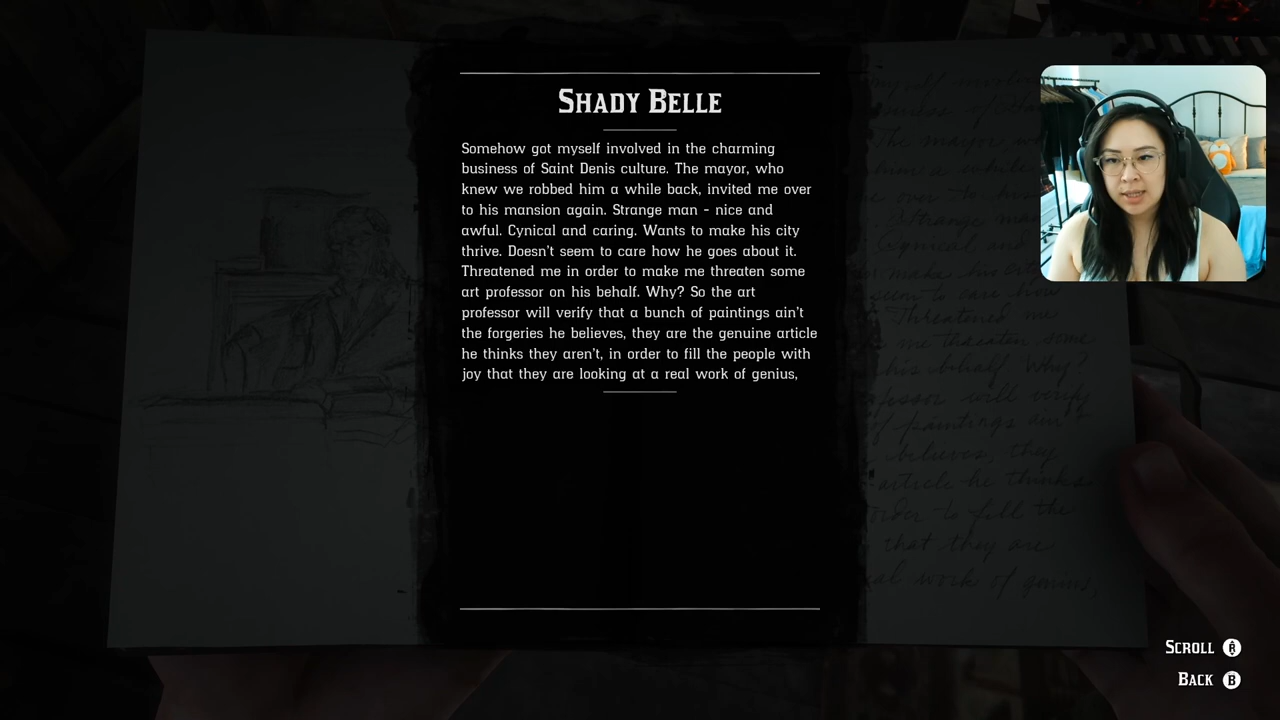 SHADY BELLE
Somehow got myself involved in the charming
business of Saint Denis culture. The mayor, who
knew we robbed him a while back, invited me over
to his mansion again. Strange man - nice and
awful. Cynical and caring. Wants to make his city
thrive. Doesn't seem to care how he goes about it.
Threatened me in order to make me threaten some
art professor on his behalf. Why? So the art
professor will verify that a bunch of paintings ain't
the forgeries he believes, they are the genuine article
he thinks they aren't, in order to fill the people with
joy that they are looking at a real work of genius,
SCROLL R
BACK B